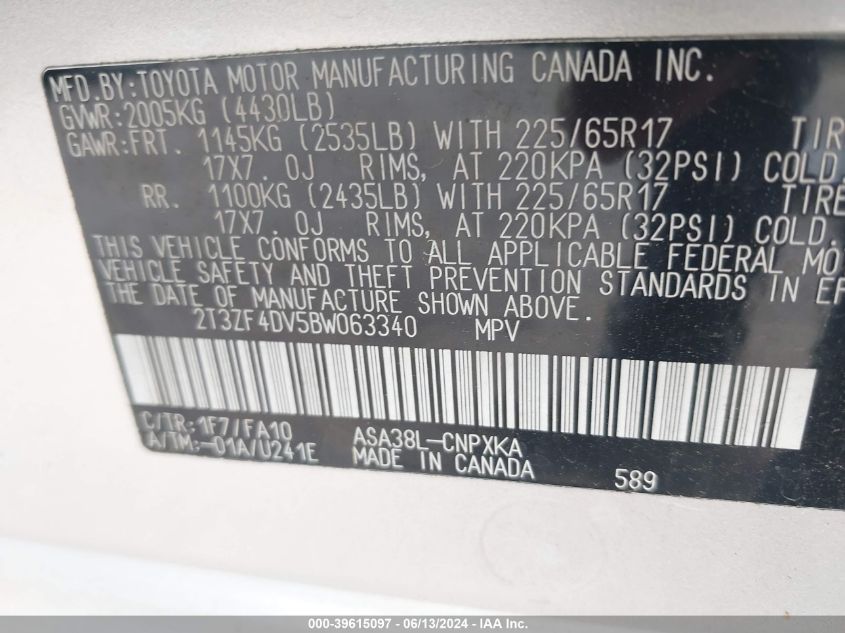 MFD.BY:TOYOTA MOTOR MANUFACTURING CANADA INC.
GVWR:2005KG (4430LB)
GAWR:FRT. 1145KG (2535LB) WITH 225/65R17 TIR
17X7.0J RIMS, AT 220KPA (32PSI) COLD.
RR. 1100KG (2435LB) WITH 225/65R17 TIRE
17X7.0J RIMS, AT 220KPA (32PSI) COLD.
THIS VEHICLE CONFORMS TO ALL APPLICABLE FEDERAL MO
VEHICLE SAFETY AND THEFT PREVENTION STANDARDS IN EF
THE DATE OF MANUFACTURE SHOWN ABOVE.
2T3ZF4DV5BW063340 MPV
C/TR:1F7/FA10 ASA38L-CNPXKA
A/TM:-01A/U241E MADE IN CANADA 589
000-39615097 - 06/13/2024 - IAA Inc.